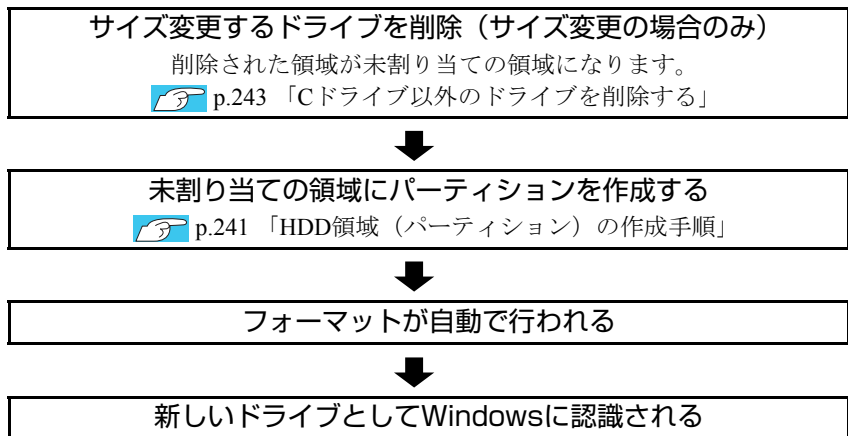 サイズ変更するドライブを削除（サイズ変更の場合のみ）
削除された領域が未割り当ての領域になります。
p.243 「Cドライブ以外のドライブを削除する」
未割り当ての領域にパーティションを作成する
p.241 「HDD領域（パーティション）の作成手順」
フォーマットが自動で行われる
新しいドライブとしてWindowsに認識される